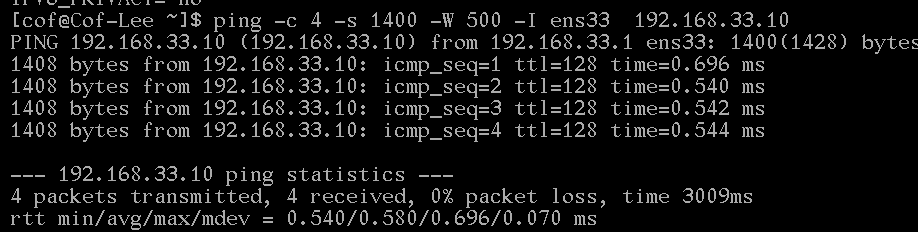 [cof@Cof-Lee ~]$ ping -c 4 -s 1400 -W 500 -I ens33  192.168.33.10
PING 192.168.33.10 (192.168.33.10) from 192.168.33.1 ens33: 1400(1428) bytes
1408 bytes from 192.168.33.10: icmp_seq=1 ttl=128 time=0.696 ms
1408 bytes from 192.168.33.10: icmp_seq=2 ttl=128 time=0.540 ms
1408 bytes from 192.168.33.10: icmp_seq=3 ttl=128 time=0.542 ms
1408 bytes from 192.168.33.10: icmp_seq=4 ttl=128 time=0.544 ms
--- 192.168.33.10 ping statistics ---
4 packets transmitted, 4 received, 0% packet loss, time 3009ms
rtt min/avg/max/mdev = 0.540/0.580/0.696/0.070 ms